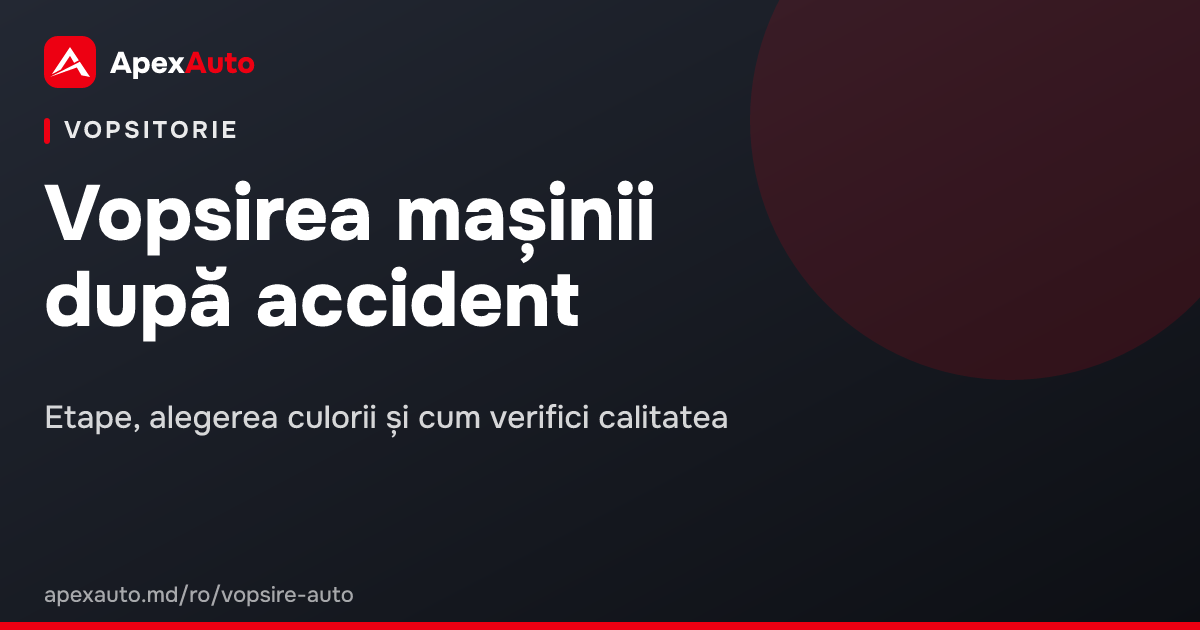 ApexAuto
VOPSITORIE
Vopsirea mașinii
după accident
Etape, alegerea culorii și cum verifici calitatea
apexauto.md/ro/vopsire-auto